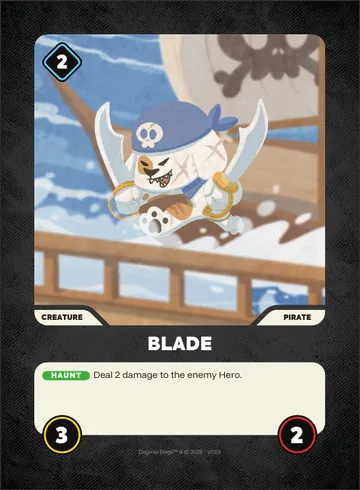 2
CREATURE
PIRATE
BLADE
HAUNT Deal 2 damage to the enemy Hero.
3
2